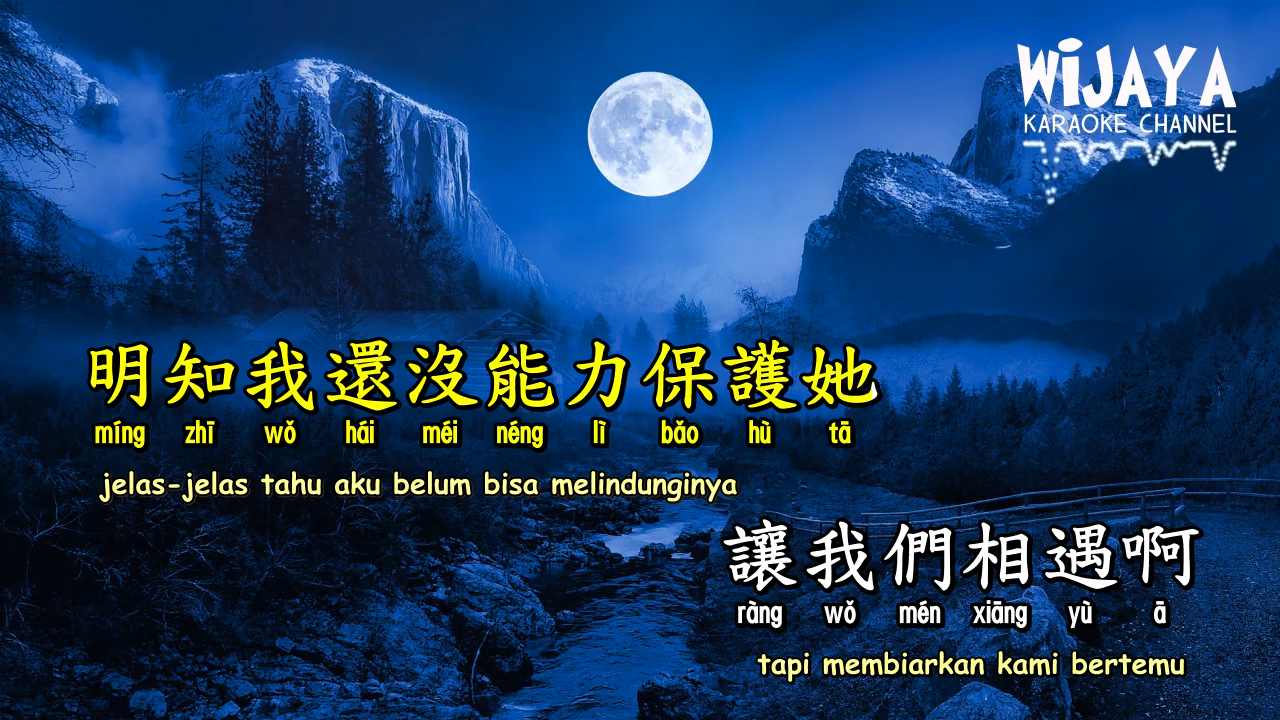 WiJAYA
KARAOKE CHANNEL
明知我還沒能力保護她
míng zhī wǒ hái méi néng lì bǎo hù tā
jelas-jelas tahu aku belum bisa melindunginya
讓我們相遇啊
ràng wǒ mén xiāng yù ā
tapi membiarkan kami bertemu